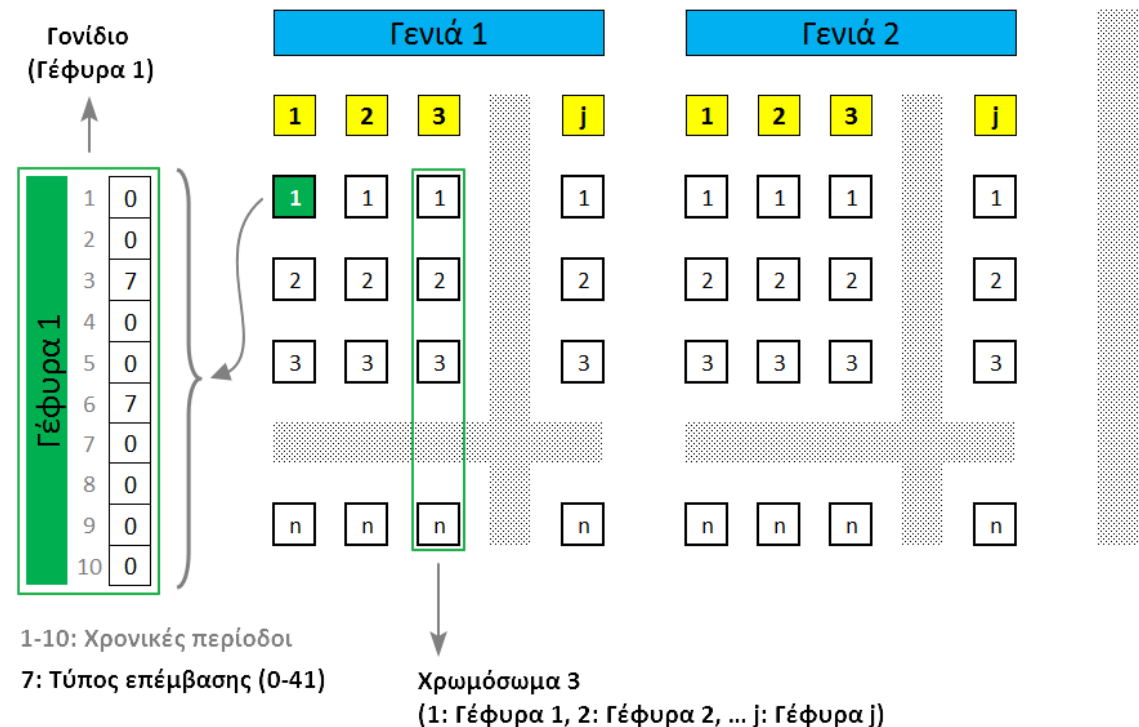 Γονίδιο
(Γέφυρα 1)
Γενιά 1
Γενιά 2
1 2 3 j
1 2 3 j
Γέφυρα 1
1 0
2 0
3 7
4 0
5 0
6 7
7 0
8 0
9 0
10 0
1 1 1 1
1 1 1 1
2 2 2 2
2 2 2 2
3 3 3 3
3 3 3 3
n n n n
n n n n
1-10: Χρονικές περίοδοι
7: Τύπος επέμβασης (0-41)
Χρωμόσωμα 3
(1: Γέφυρα 1, 2: Γέφυρα 2, ... j: Γέφυρα j)